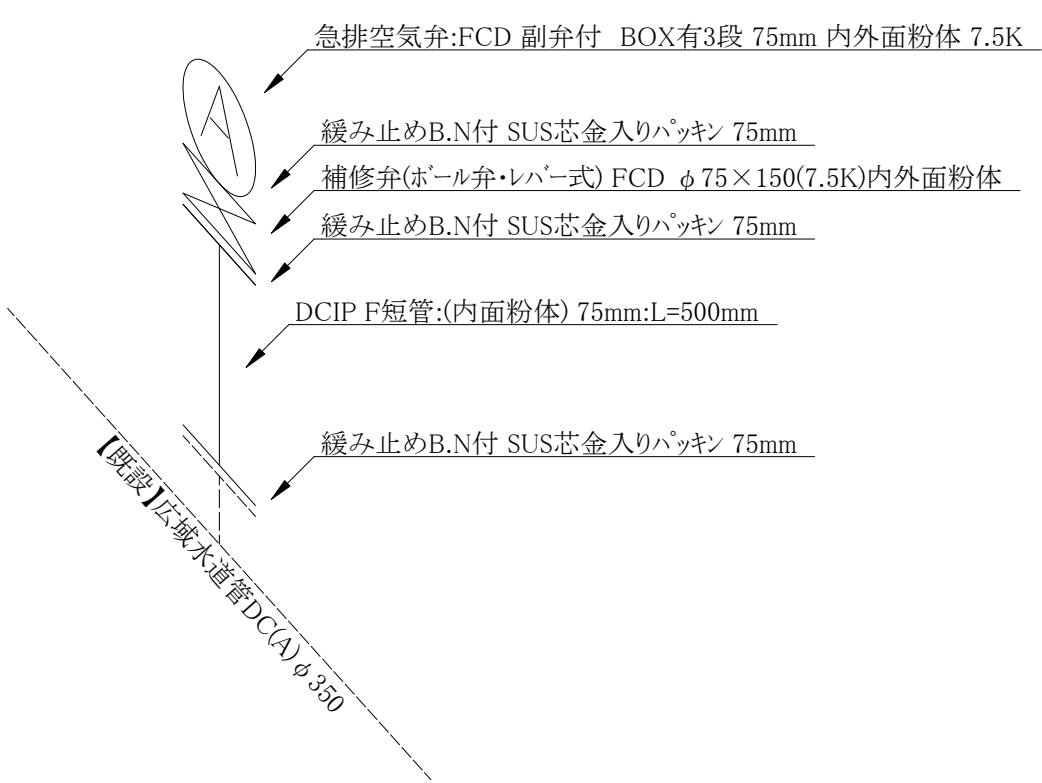 急排空気弁:FCD 副弁付　BOX有3段 75mm 内外面粉体 7.5K
A
緩み止めB.N付 SUS芯金入りﾊﾟｯｷﾝ 75mm
補修弁(ﾎﾞｰﾙ弁・ﾚﾊﾞｰ式) FCD φ75×150(7.5K)内外面粉体
緩み止めB.N付 SUS芯金入りﾊﾟｯｷﾝ 75mm
DCIP F短管:(内面粉体) 75mm:L=500mm
緩み止めB.N付 SUS芯金入りﾊﾟｯｷﾝ 75mm
【既設】広域水道管DC(A)φ350